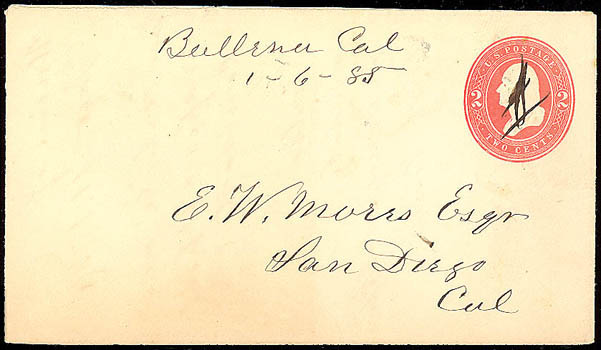 Ballena Cal
1-6-85
U.S. POSTAGE
2 2
TWO CENTS
E. W. Morse Esqr
San Diego
Cal